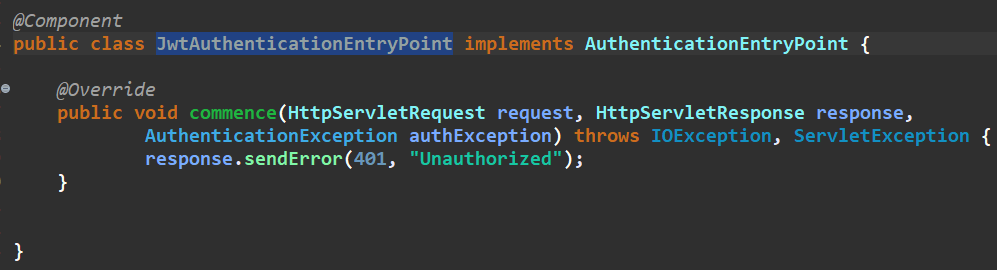 @Component
public class JwtAuthenticationEntryPoint implements AuthenticationEntryPoint {
@Override
public void commence(HttpServletRequest request, HttpServletResponse response,
AuthenticationException authException) throws IOException, ServletException {
response.sendError(401, "Unauthorized");
}
}